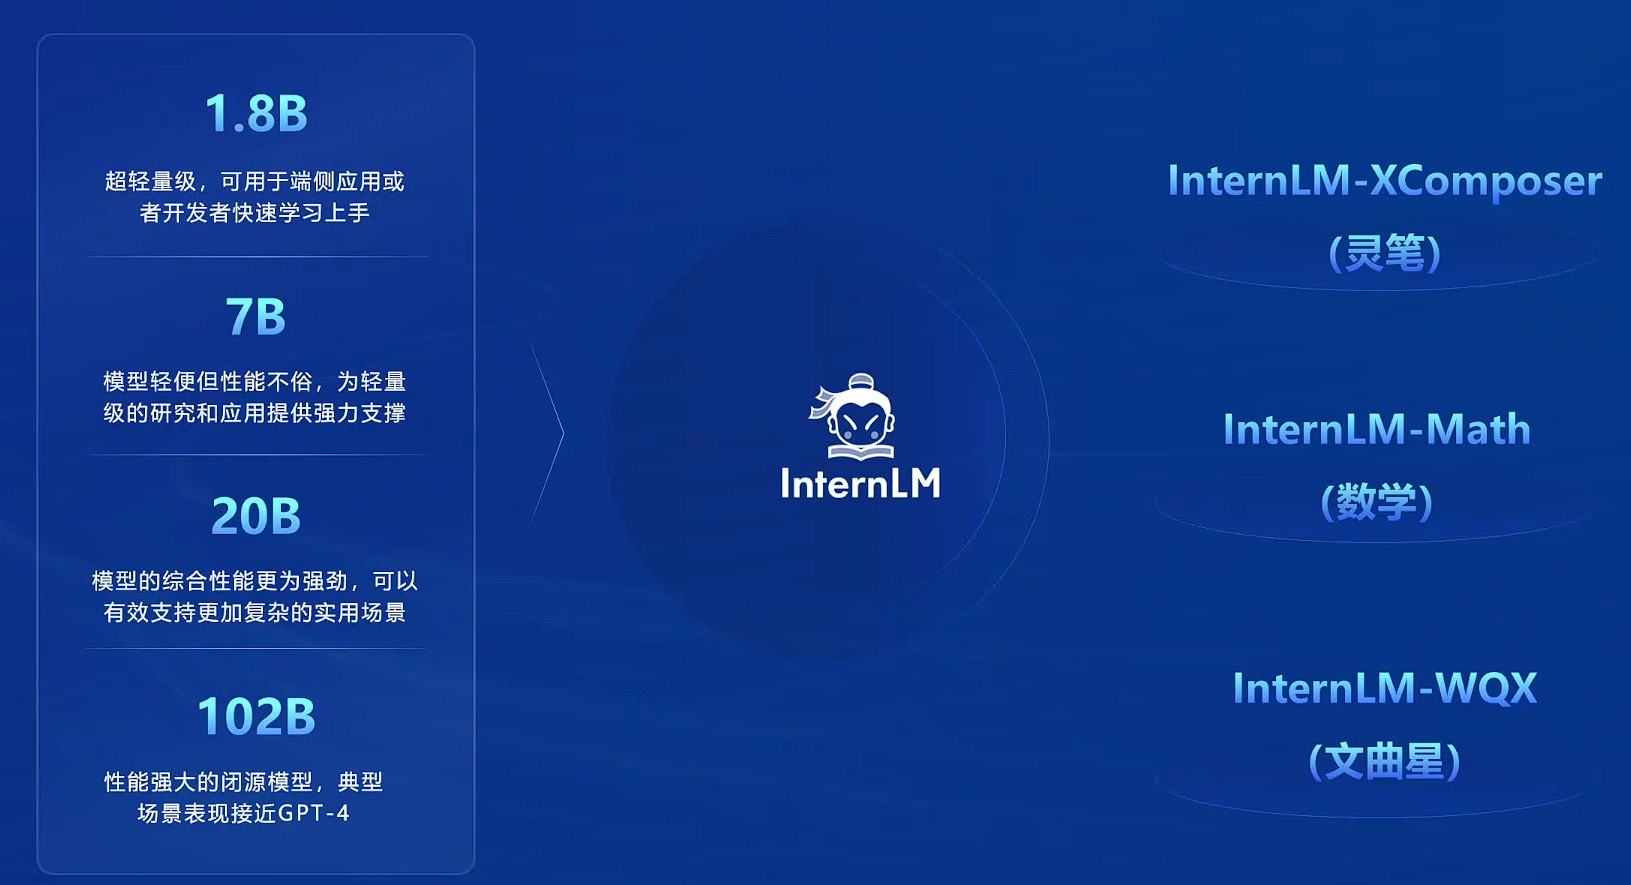 1.8B
超轻量级，可用于端侧应用或
者开发者快速学习上手
7B
模型轻便但性能不俗，为轻量
级的研究和应用提供强力支撑
20B
模型的综合性能更为强劲，可以
有效支持更加复杂的实用场景
102B
性能强大的闭源模型，典型
场景表现接近GPT-4
InternLM
InternLM-XComposer
(灵笔)
InternLM-Math
(数学)
InternLM-WQX
(文曲星)